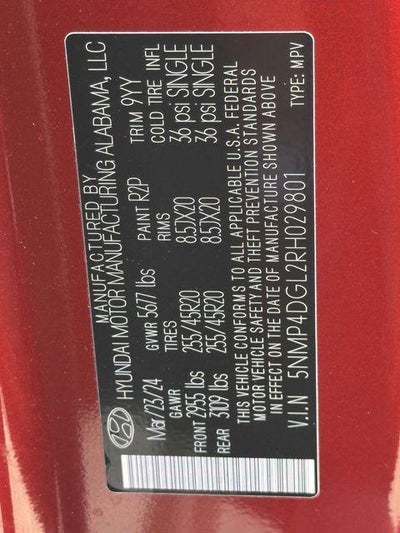 MANUFACTURED BY
HYUNDAI MOTOR MANUFACTURING ALABAMA, LLC
Mar/23/24 GVWR 5677 lbs PAINT R2P TRIM 9YY
GAWR TIRES RIMS COLD TIRE INFL
FRONT 2955 lbs 255/45R20 8.5JX20 36 psi SINGLE
REAR 3109 lbs 255/45R20 8.5JX20 36 psi SINGLE
THIS VEHICLE CONFORMS TO ALL APPLICABLE U.S.A. FEDERAL
MOTOR VEHICLE SAFETY AND THEFT PREVENTION STANDARDS
IN EFFECT ON THE DATE OF MANUFACTURE SHOWN ABOVE.
V.I.N 5NMP4DGL2RH029801 TYPE: MPV